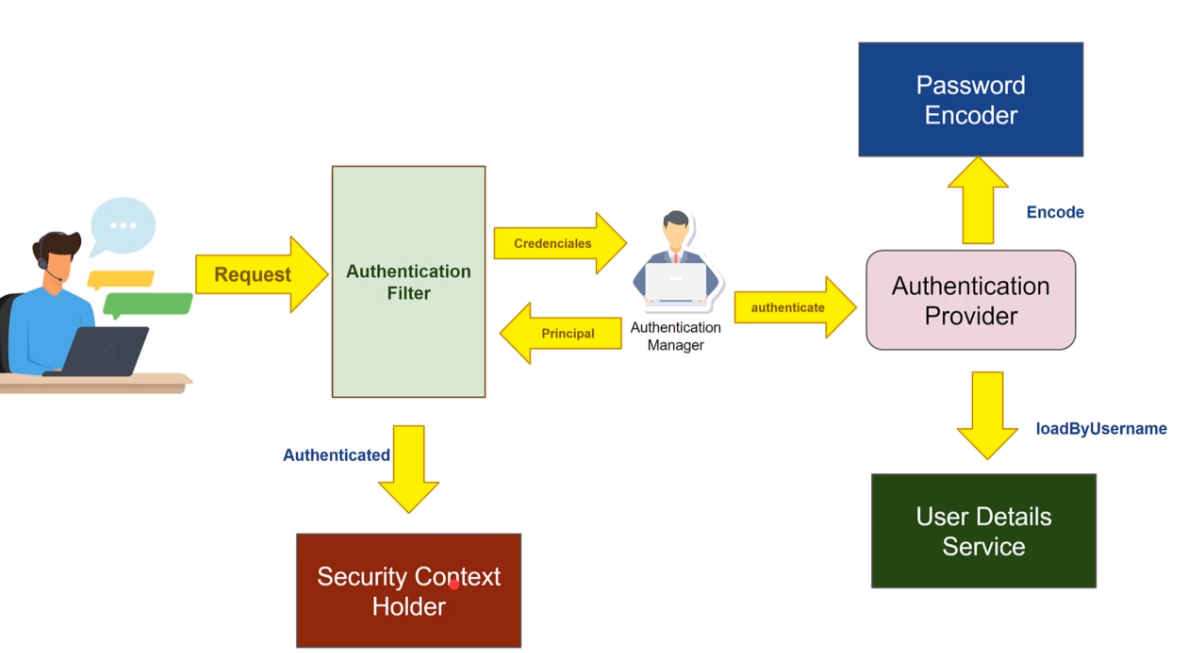 Password
Encoder
Encode
Request
Authentication
Filter
Credenciales
Principal
Authentication
Manager
authenticate
Authentication
Provider
loadByUsername
Authenticated
User Details
Service
Security Context
Holder